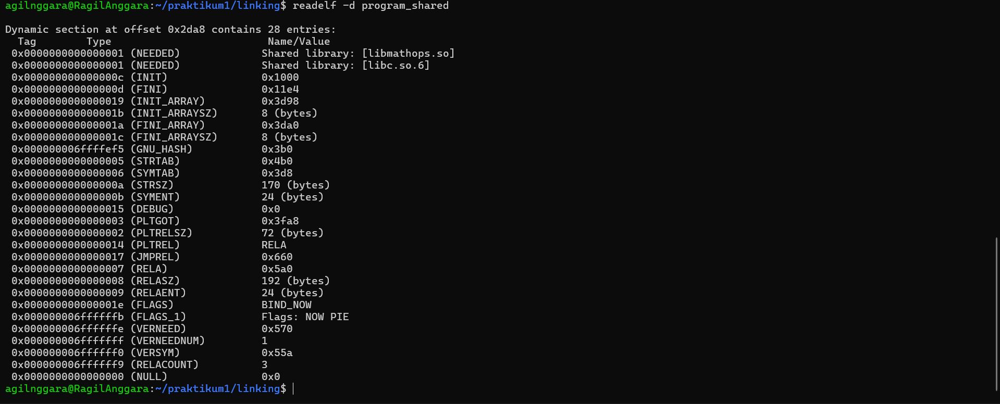 agilnggara@RagilAnggara:~/praktikum1/linking$ readelf -d program_shared
Dynamic section at offset 0x2da8 contains 28 entries:
  Tag        Type                         Name/Value
 0x0000000000000001 (NEEDED)             Shared library: [libmathops.so]
 0x0000000000000001 (NEEDED)             Shared library: [libc.so.6]
 0x000000000000000c (INIT)               0x1000
 0x000000000000000d (FINI)               0x11e4
 0x0000000000000019 (INIT_ARRAY)         0x3d98
 0x000000000000001b (INIT_ARRAYSZ)       8 (bytes)
 0x000000000000001a (FINI_ARRAY)         0x3da0
 0x000000000000001c (FINI_ARRAYSZ)       8 (bytes)
 0x000000006ffffef5 (GNU_HASH)           0x3b0
 0x0000000000000005 (STRTAB)             0x4b0
 0x0000000000000006 (SYMTAB)             0x3d8
 0x000000000000000a (STRSZ)              170 (bytes)
 0x000000000000000b (SYMENT)             24 (bytes)
 0x0000000000000015 (DEBUG)              0x0
 0x0000000000000003 (PLTGOT)             0x3fa8
 0x0000000000000002 (PLTRELSZ)           72 (bytes)
 0x0000000000000014 (PLTREL)             RELA
 0x0000000000000017 (JMPREL)             0x660
 0x0000000000000007 (RELA)               0x5a0
 0x0000000000000008 (RELASZ)             192 (bytes)
 0x0000000000000009 (RELAENT)            24 (bytes)
 0x000000000000001e (FLAGS)              BIND_NOW
 0x000000006ffffffb (FLAGS_1)            Flags: NOW PIE
 0x000000006ffffffe (VERNEED)            0x570
 0x000000006fffffff (VERNEEDNUM)         1
 0x000000006ffffff0 (VERSYM)             0x55a
 0x000000006ffffff9 (RELACOUNT)          3
 0x0000000000000000 (NULL)               0x0
agilnggara@RagilAnggara:~/praktikum1/linking$